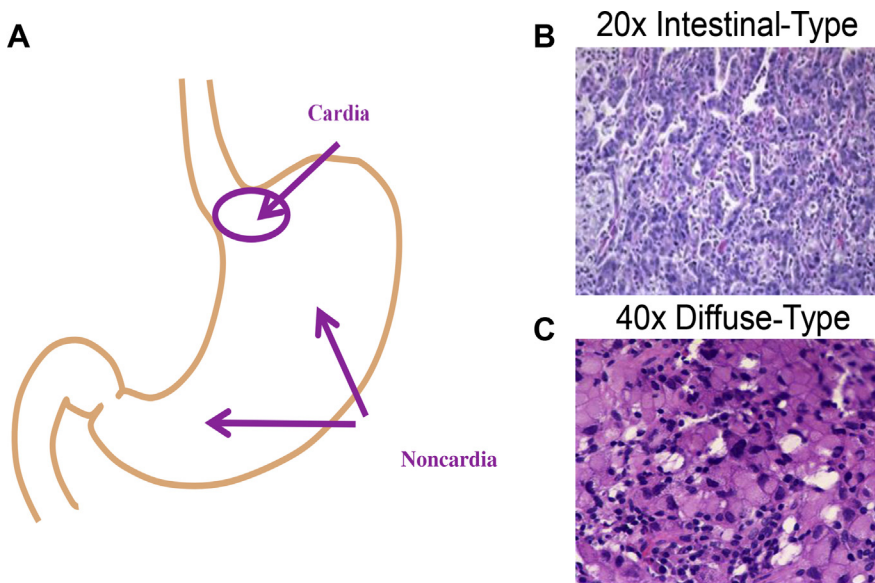 A
Cardia
Noncardia
B
20x Intestinal-Type
C
40x Diffuse-Type